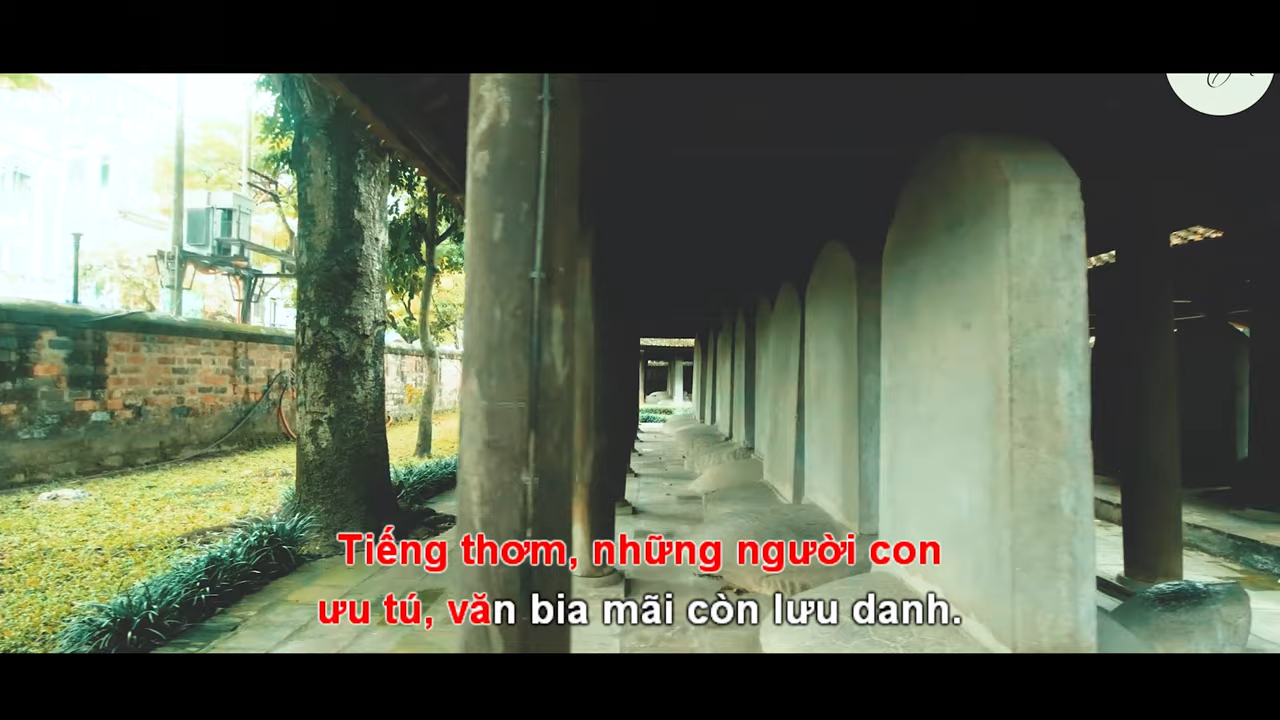 Tiếng thơm, những người con
ưu tú, văn bia mãi còn lưu danh.